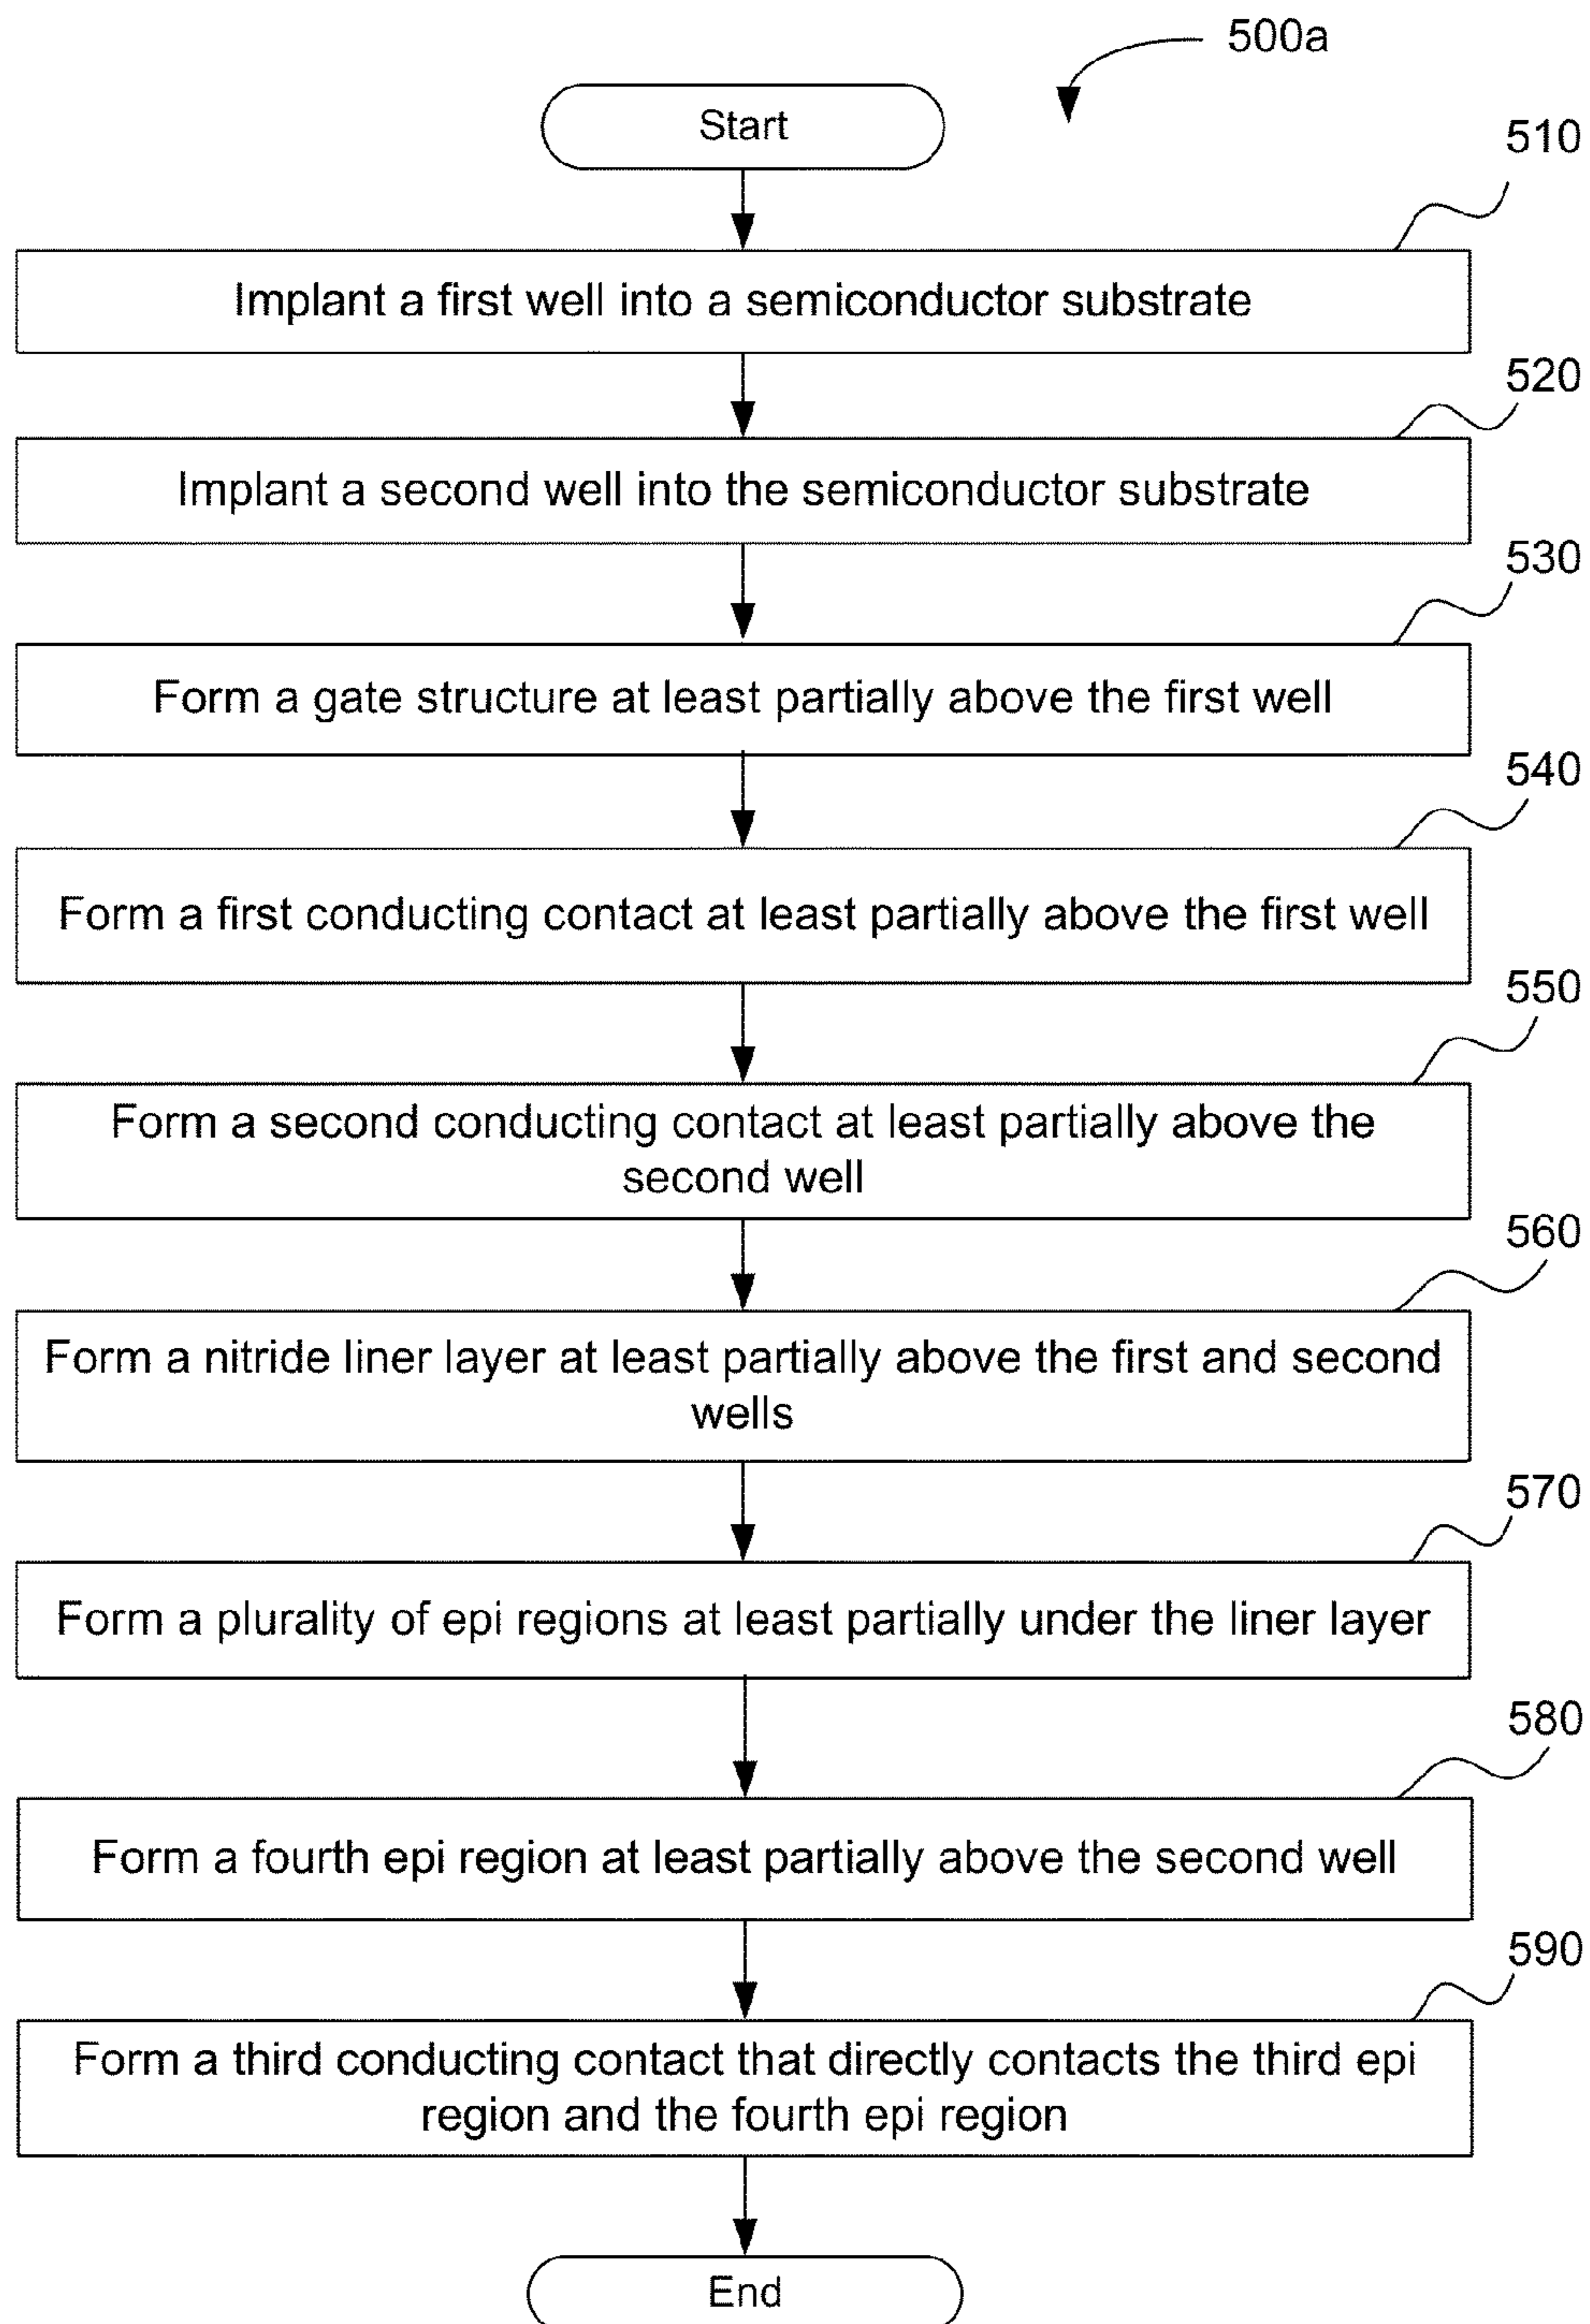 500a
Start
510
Implant a first well into a semiconductor substrate
520
Implant a second well into the semiconductor substrate
530
Form a gate structure at least partially above the first well
540
Form a first conducting contact at least partially above the first well
550
Form a second conducting contact at least partially above the
second well
560
Form a nitride liner layer at least partially above the first and second
wells
570
Form a plurality of epi regions at least partially under the liner layer
580
Form a fourth epi region at least partially above the second well
590
Form a third conducting contact that directly contacts the third epi
region and the fourth epi region
End